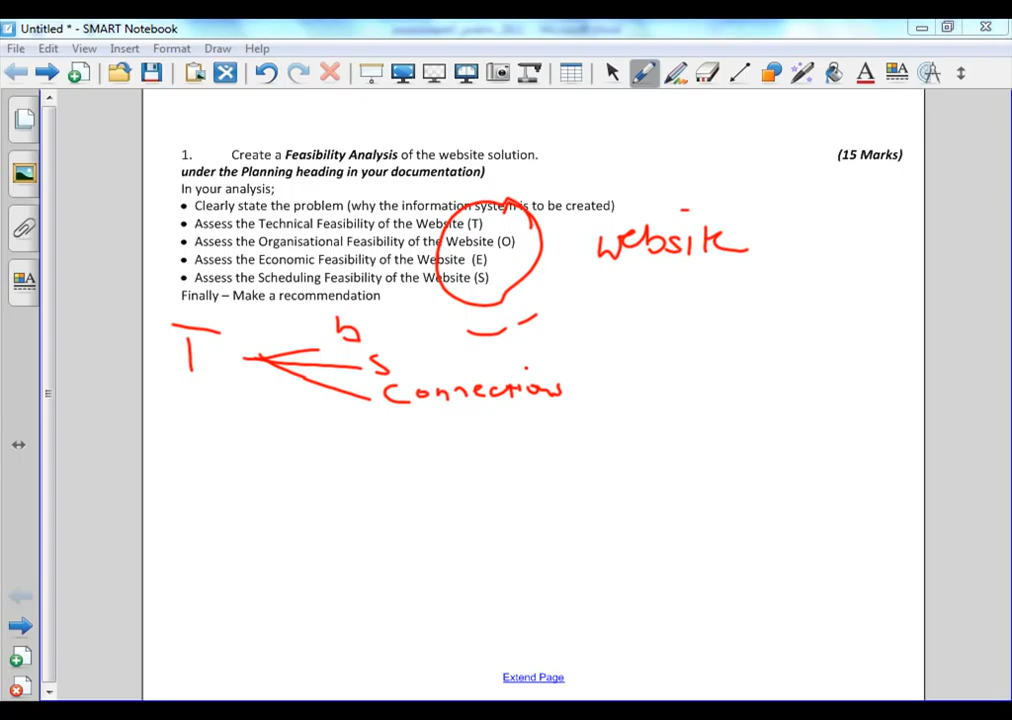 Untitled * - SMART Notebook
File Edit View Insert Format Draw Help
1. Create a Feasibility Analysis of the website solution. (15 Marks)
under the Planning heading in your documentation)
In your analysis;
• Clearly state the problem (why the information system is to be created)
• Assess the Technical Feasibility of the Website (T)
• Assess the Organisational Feasibility of the Website (O)
• Assess the Economic Feasibility of the Website (E)
• Assess the Scheduling Feasibility of the Website (S)
Finally – Make a recommendation
website
T
h
s
Connections
Extend Page